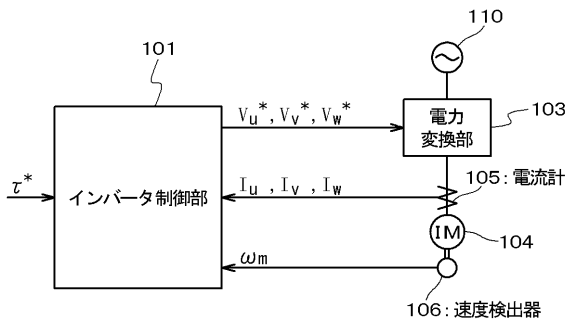 110
101
Vu*, Vv*, Vw*
電力
変換部
103
τ*
インバータ制御部
Iu , Iv , Iw
105：電流計
IM
104
ωm
106：速度検出器